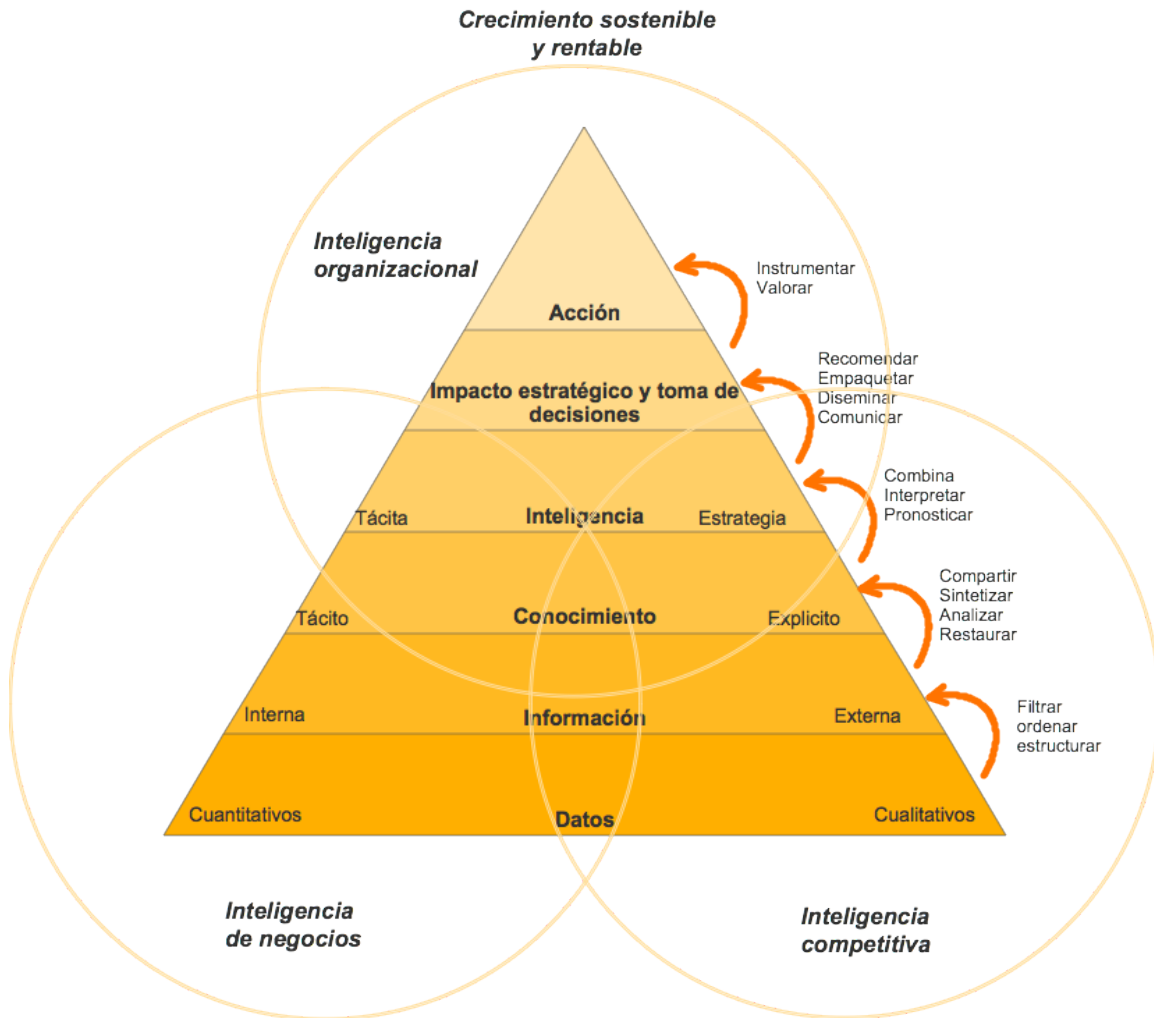 Crecimiento sostenible
y rentable
Inteligencia
organizacional
Instrumentar
Valorar
Acción
Recomendar
Empaquetar
Diseminar
Comunicar
Impacto estratégico y toma de
decisiones
Combina
Interpretar
Pronosticar
Tácita
Inteligencia
Estrategia
Compartir
Sintetizar
Analizar
Restaurar
Tácito
Conocimiento
Explicito
Filtrar
ordenar
estructurar
Interna
Información
Externa
Cuantitativos
Datos
Cualitativos
Inteligencia
de negocios
Inteligencia
competitiva